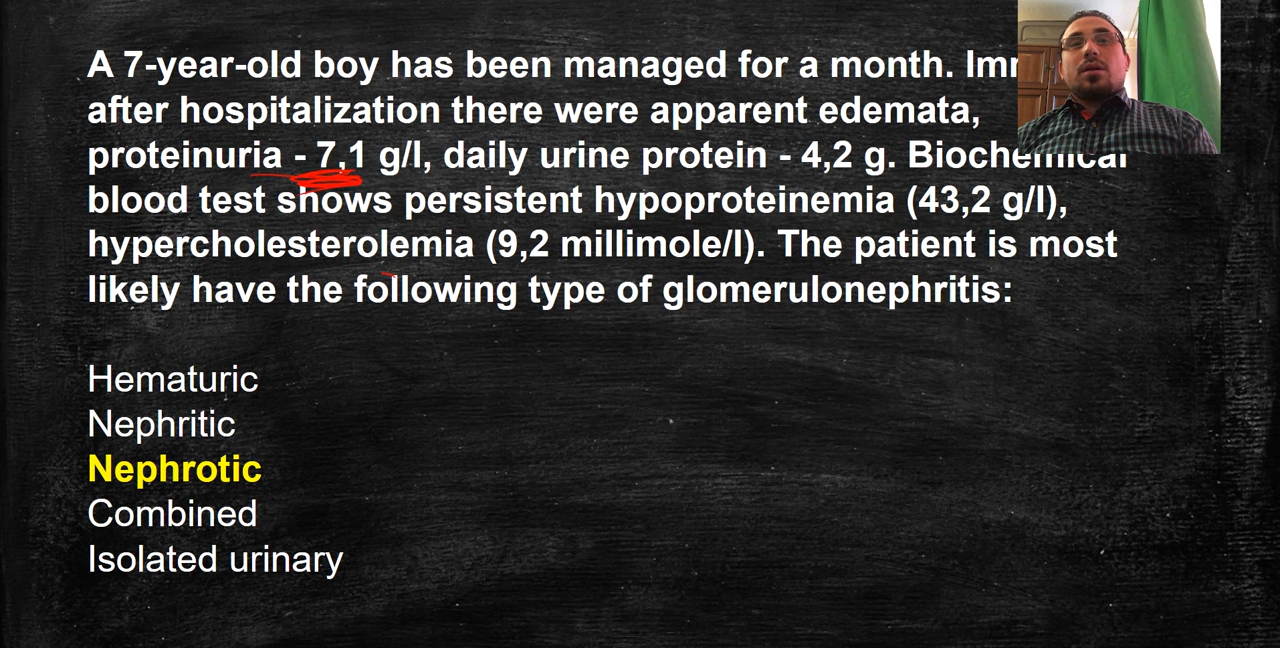 A 7-year-old boy has been managed for a month.
after hospitalization there were apparent edemata,
proteinuria - 7,1 g/l, daily urine protein - 4,2 g. Biochemical
blood test shows persistent hypoproteinemia (43,2 g/l),
hypercholesterolemia (9,2 millimole/l). The patient is most
likely have the following type of glomerulonephritis:
Hematuric
Nephritic
Nephrotic
Combined
Isolated urinary